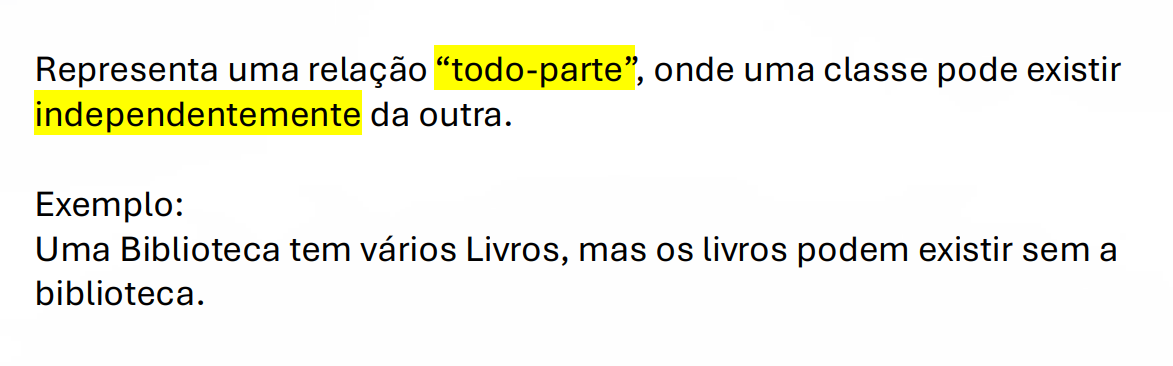 Representa uma relação “todo-parte”, onde uma classe pode existir
independentemente da outra.
Exemplo:
Uma Biblioteca tem vários Livros, mas os livros podem existir sem a
biblioteca.